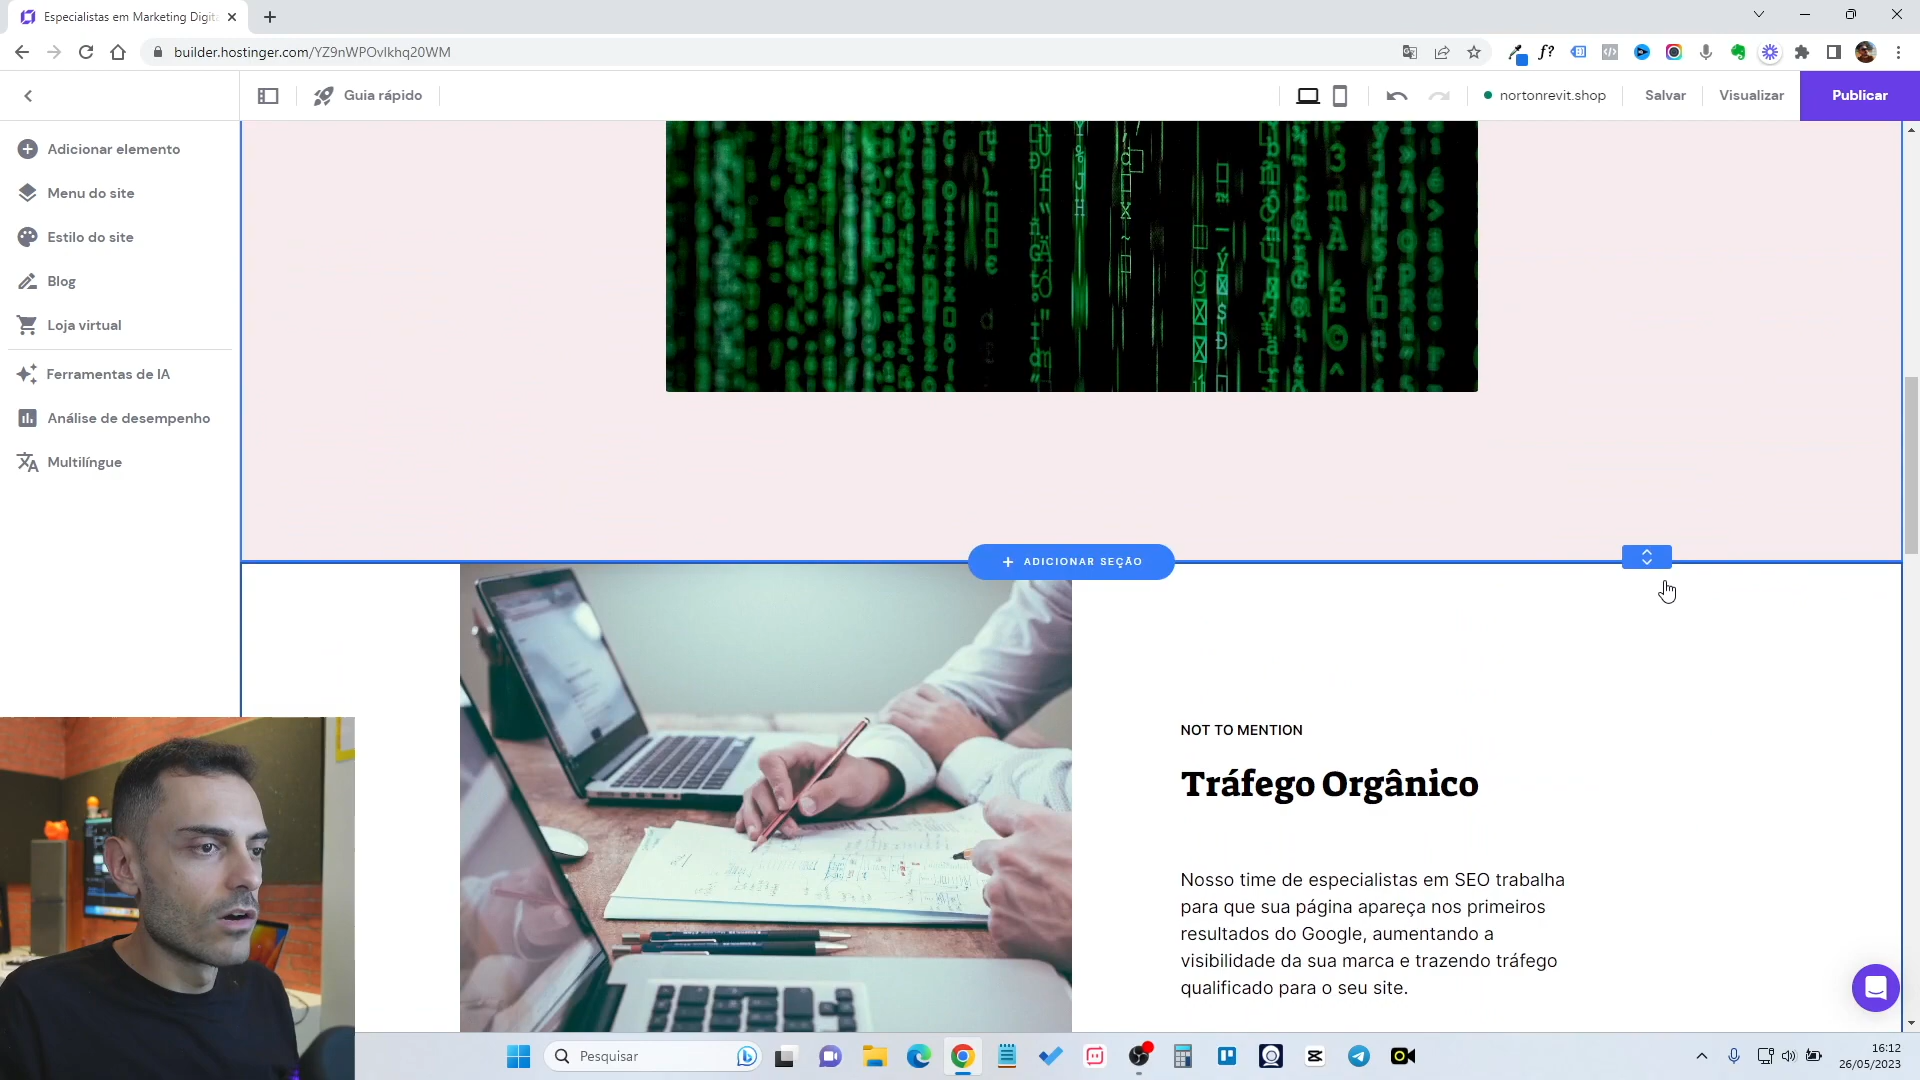 Especialistas em Marketing Digita
builder.hostinger.com/YZ9nWPOvlkhq20WM
f?
Guia rápido
nortonrevit.shop
Salvar
Visualizar
Publicar
Adicionar elemento
Menu do site
Estilo do site
Blog
Loja virtual
Ferramentas de IA
Análise de desempenho
Multilíngue
ADICIONAR SEÇÃO
NOT TO MENTION
Tráfego Orgânico
Nosso time de especialistas em SEO trabalha
para que sua página apareça nos primeiros
resultados do Google, aumentando a
visibilidade da sua marca e trazendo tráfego
qualificado para o seu site.
Pesquisar
16:12
26/05/2023